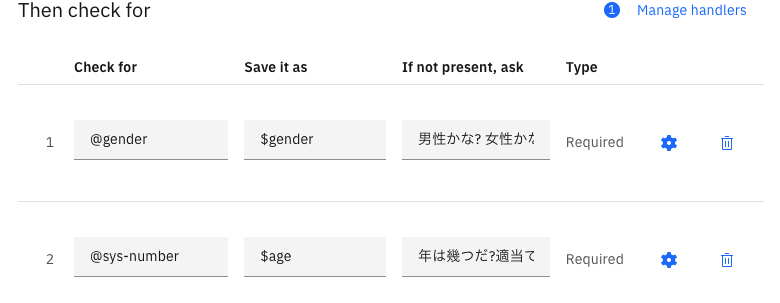 Then check for
1 Manage handlers
Check for Save it as If not present, ask Type
1 @gender $gender 男性かな? 女性か Required
2 @sys-number $age 年は幾つだ?適当て Required